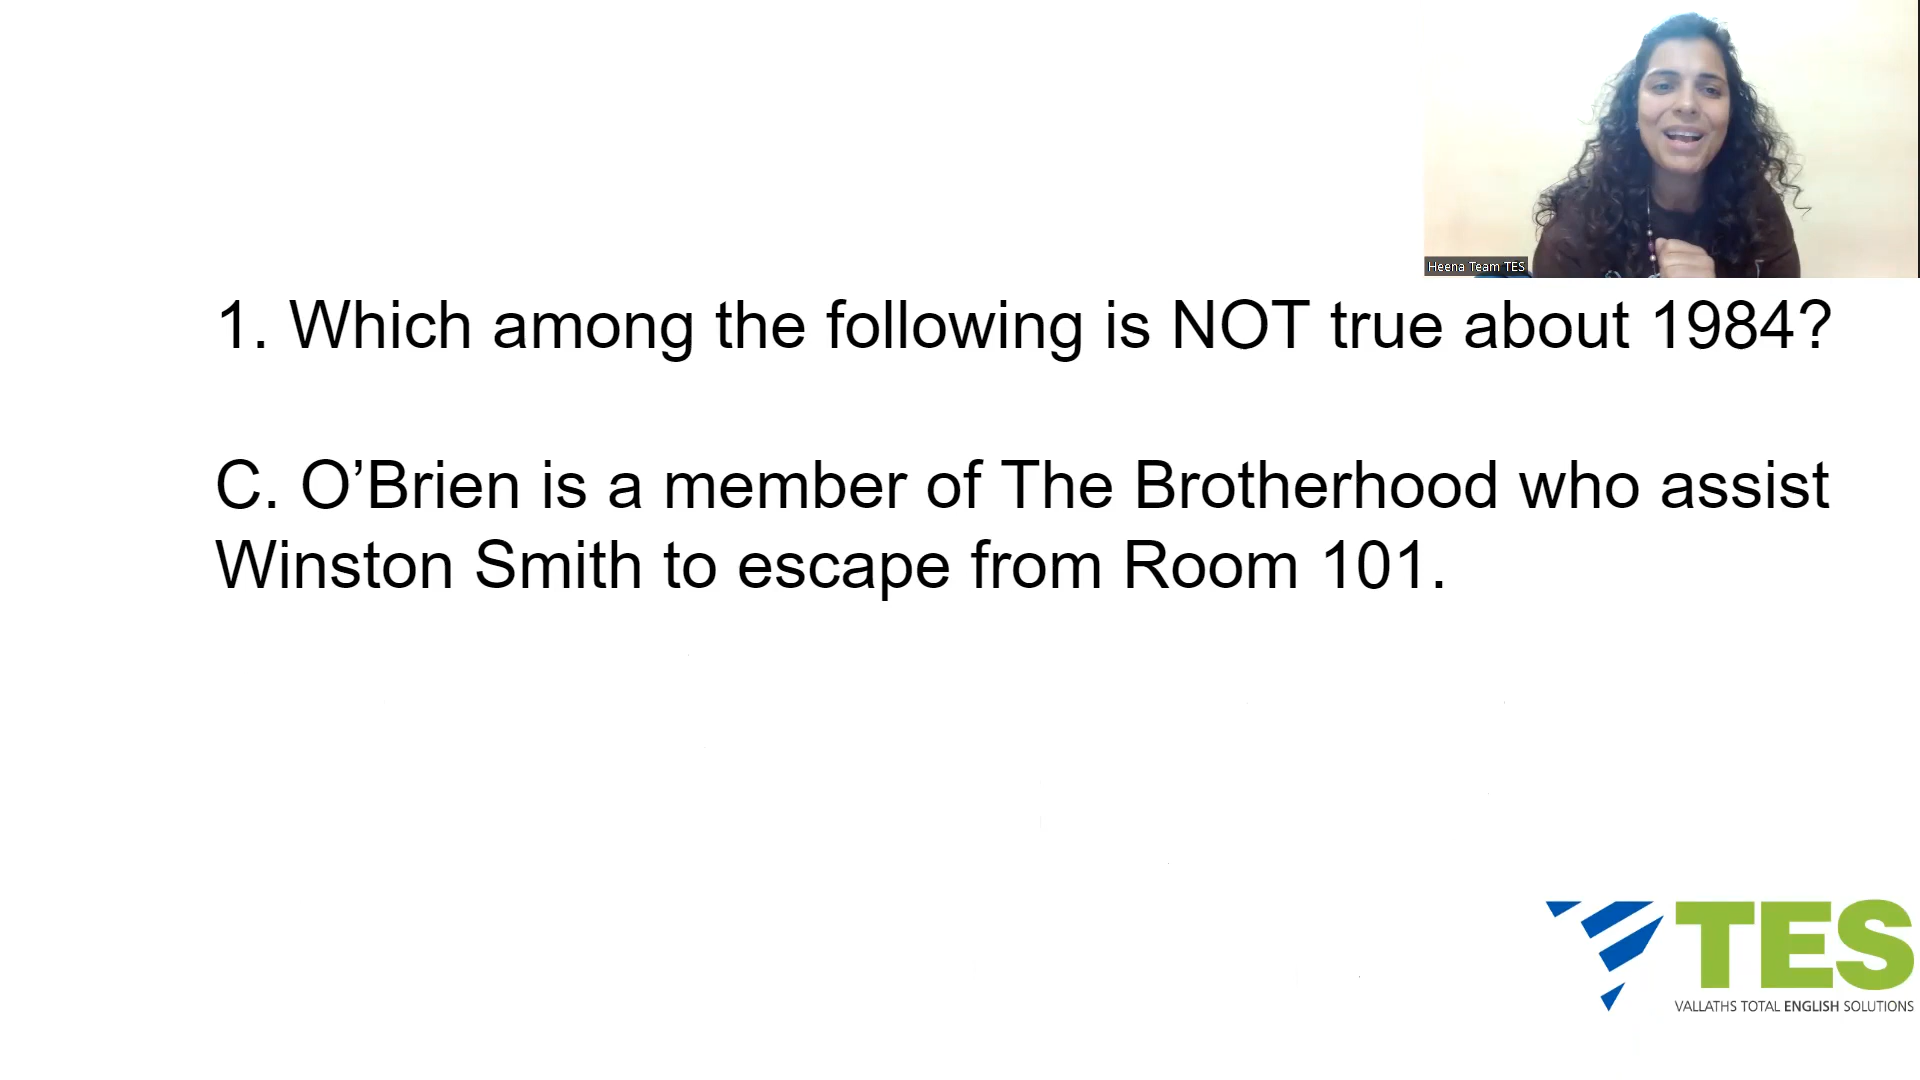 Heena Team TES
1. Which among the following is NOT true about 1984?
C. O’Brien is a member of The Brotherhood who assist
Winston Smith to escape from Room 101.
TES
VALLATHS TOTAL ENGLISH SOLUTIONS